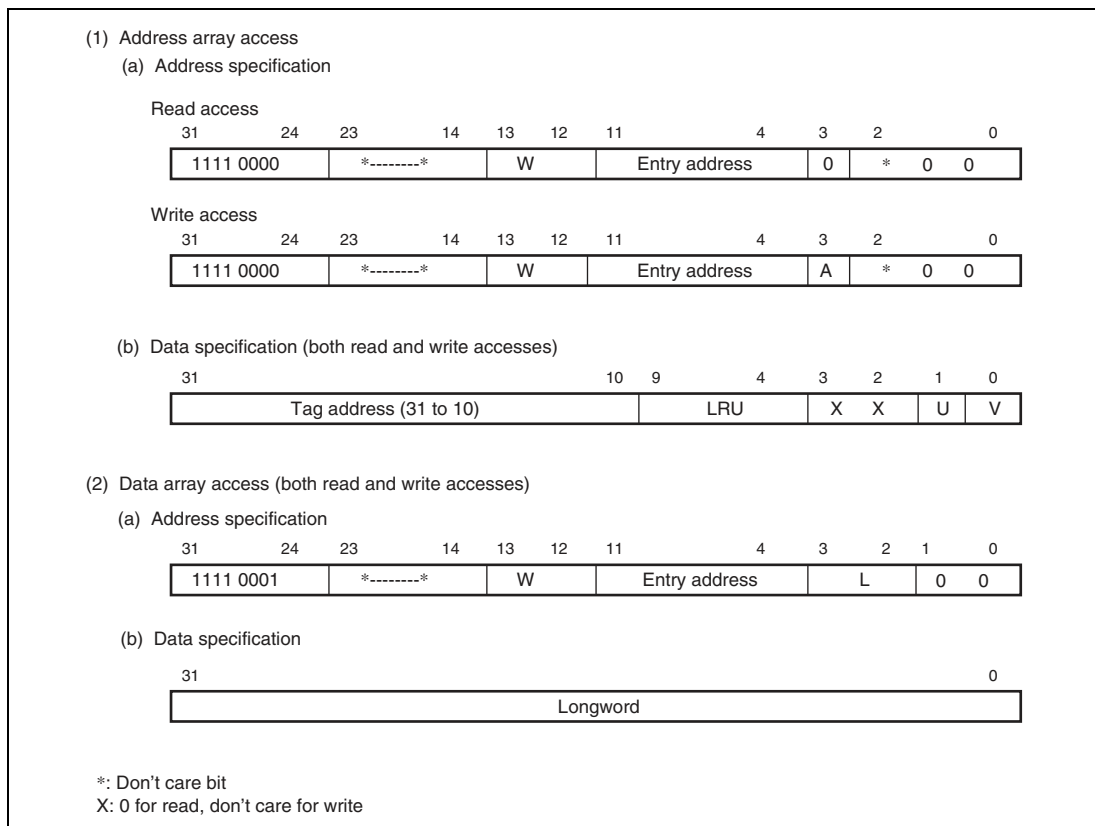 (1) Address array access
(a) Address specification
Read access
31 24 23 14 13 12 11 4 3 2 0
1111 0000 *--------* W Entry address 0 * 0 0
Write access
31 24 23 14 13 12 11 4 3 2 0
1111 0000 *--------* W Entry address A * 0 0
(b) Data specification (both read and write accesses)
31 10 9 4 3 2 1 0
Tag address (31 to 10) LRU X X U V
(2) Data array access (both read and write accesses)
(a) Address specification
31 24 23 14 13 12 11 4 3 2 1 0
1111 0001 *--------* W Entry address L 0 0
(b) Data specification
31 0
Longword
*: Don't care bit
X: 0 for read, don't care for write